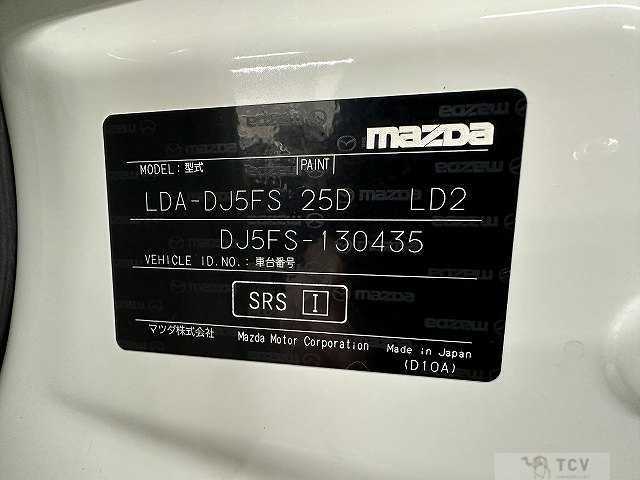 mazda
MODEL:型式 PAINT
LDA-DJ5FS 25D LD2
DJ5FS-130435
VEHICLE ID.NO.:車台番号
SRS I
マツダ株式会社 Mazda Motor Corporation Made in Japan
(D10A)
TCV